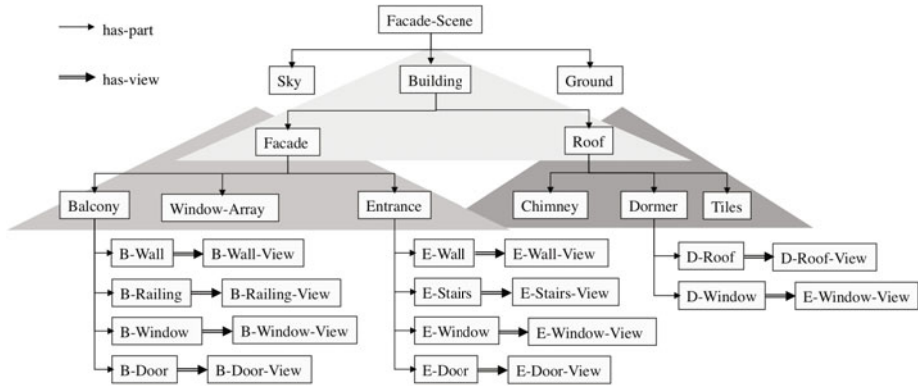 Facade-Scene
has-part
has-view
Sky
Building
Ground
Facade
Roof
Balcony
Window-Array
Entrance
Chimney
Dormer
Tiles
B-Wall
B-Wall-View
E-Wall
E-Wall-View
D-Roof
D-Roof-View
B-Railing
B-Railing-View
E-Stairs
E-Stairs-View
D-Window
E-Window-View
B-Window
B-Window-View
E-Window
E-Window-View
B-Door
B-Door-View
E-Door
E-Door-View